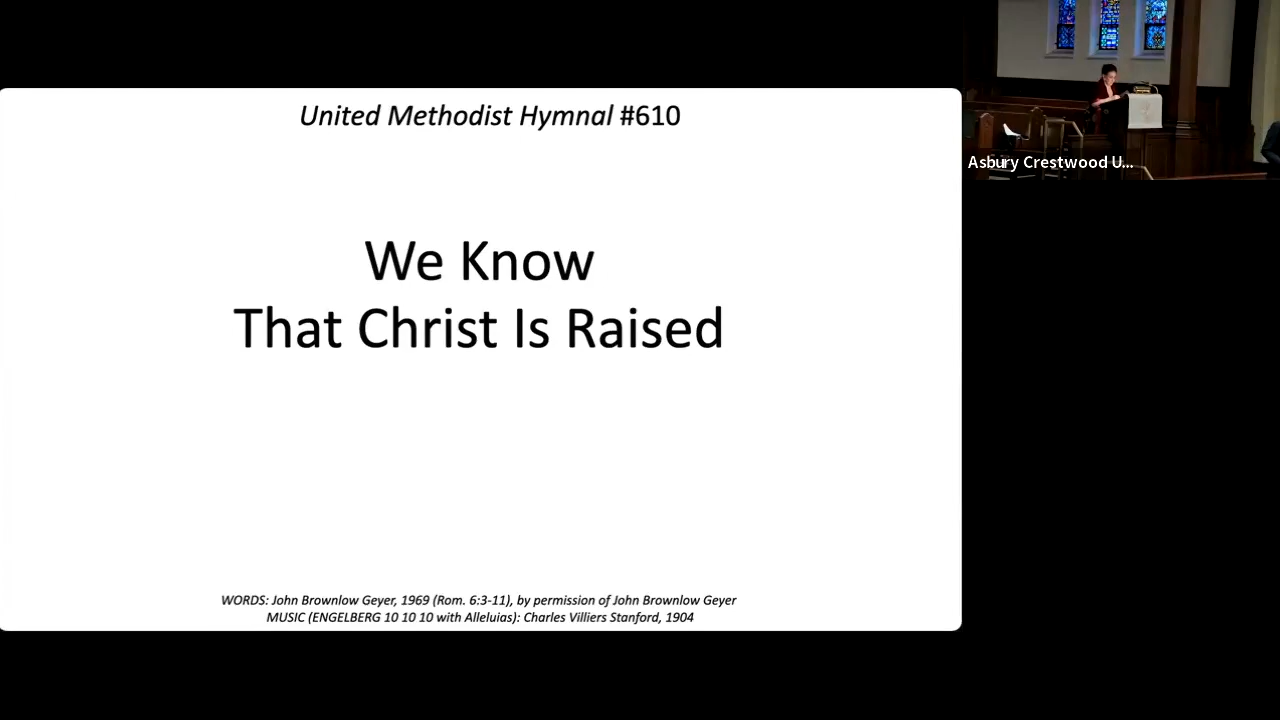 United Methodist Hymnal #610
We Know
That Christ Is Raised
WORDS: John Brownlow Geyer, 1969 (Rom. 6:3-11), by permission of John Brownlow Geyer
MUSIC (ENGELBERG 10 10 10 with Alleluias): Charles Villiers Stanford, 1904
Asbury Crestwood U...